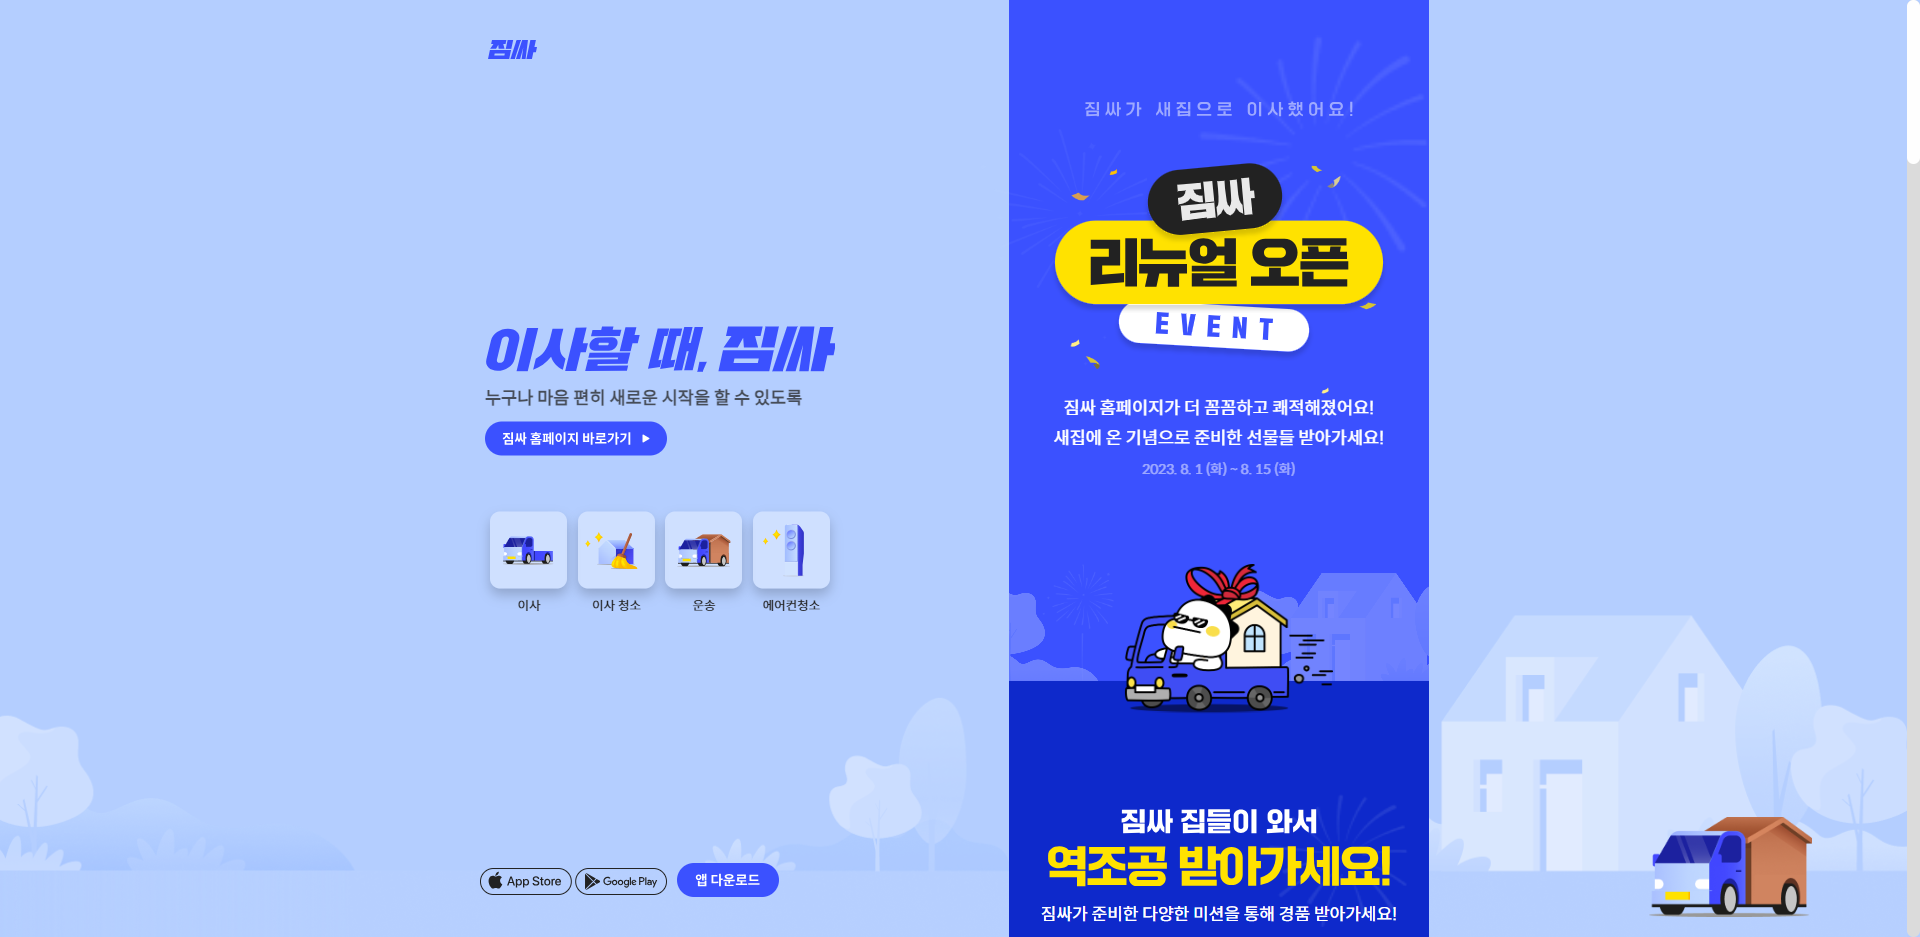 짐싸
이사할 때, 짐싸
누구나 마음 편히 새로운 시작을 할 수 있도록
짐싸 홈페이지 바로가기
이사
이사 청소
운송
에어컨청소
App Store
Google Play
앱 다운로드
짐싸가 새집으로 이사했어요!
짐싸
리뉴얼 오픈
EVENT
짐싸 홈페이지가 더 꼼꼼하고 쾌적해졌어요!
새집에 온 기념으로 준비한 선물들 받아가세요!
2023. 8. 1 (화) ~ 8. 15 (화)
짐싸 집들이 와서
역조공 받아가세요!
짐싸가 준비한 다양한 미션을 통해 경품 받아가세요!